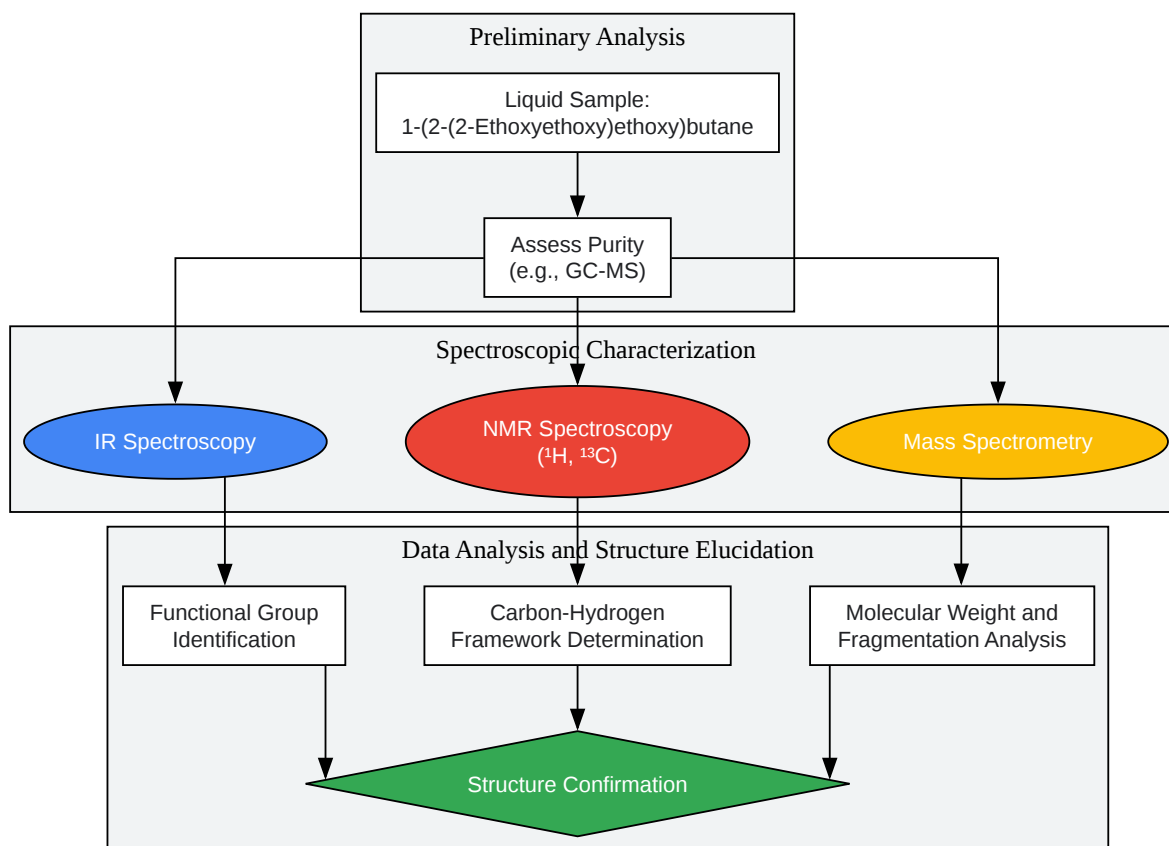 Preliminary Analysis
Liquid Sample:
1-(2-(2-Ethoxyethoxy)ethoxy)butane
Assess Purity
(e.g., GC-MS)
Spectroscopic Characterization
IR Spectroscopy
NMR Spectroscopy
(¹H, ¹³C)
Mass Spectrometry
Data Analysis and Structure Elucidation
Functional Group
Identification
Carbon-Hydrogen
Framework Determination
Molecular Weight and
Fragmentation Analysis
Structure Confirmation